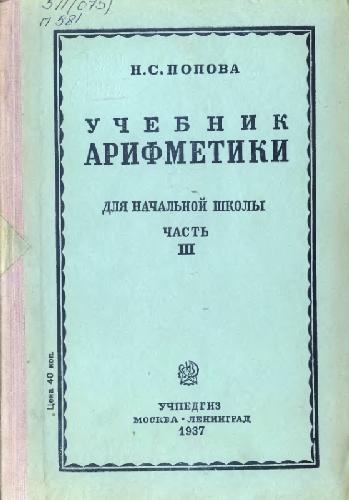 511(075)
П 581
Н.С.ПОПОВА
УЧЕБНИК
АРИФМЕТИКИ
ДЛЯ НАЧАЛЬНОЙ ШКОЛЫ
ЧАСТЬ
III
Цена 40 коп.
УЧПЕДГИЗ
МОСКВА - ЛЕНИНГРАД
1937